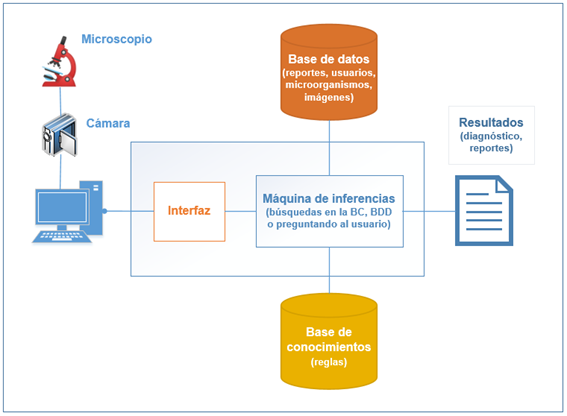 Microscopio
Cámara
Interfaz
Base de datos
(reportes, usuarios,
microorganismos,
imágenes)
Máquina de inferencias
(búsquedas en la BC, BDD
o preguntando al usuario)
Base de
conocimientos
(reglas)
Resultados
(diagnóstico,
reportes)